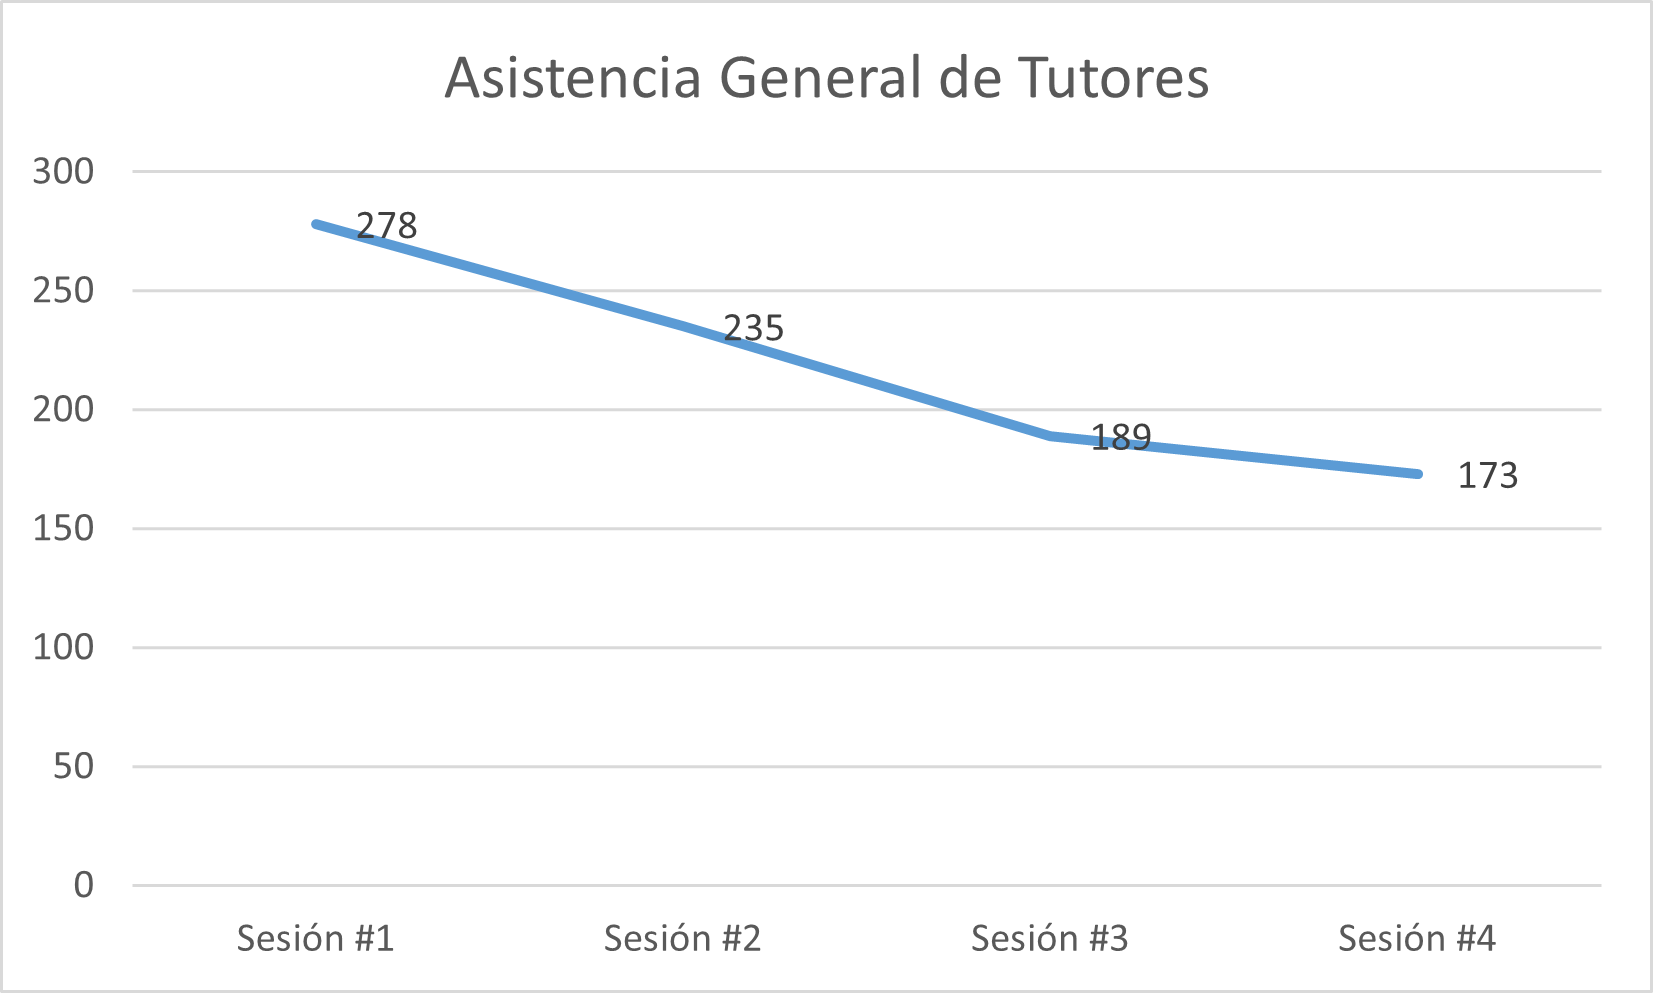 Asistencia General de Tutores
300
250
200
150
100
50
0
278
235
189
173
Sesión #1
Sesión #2
Sesión #3
Sesión #4